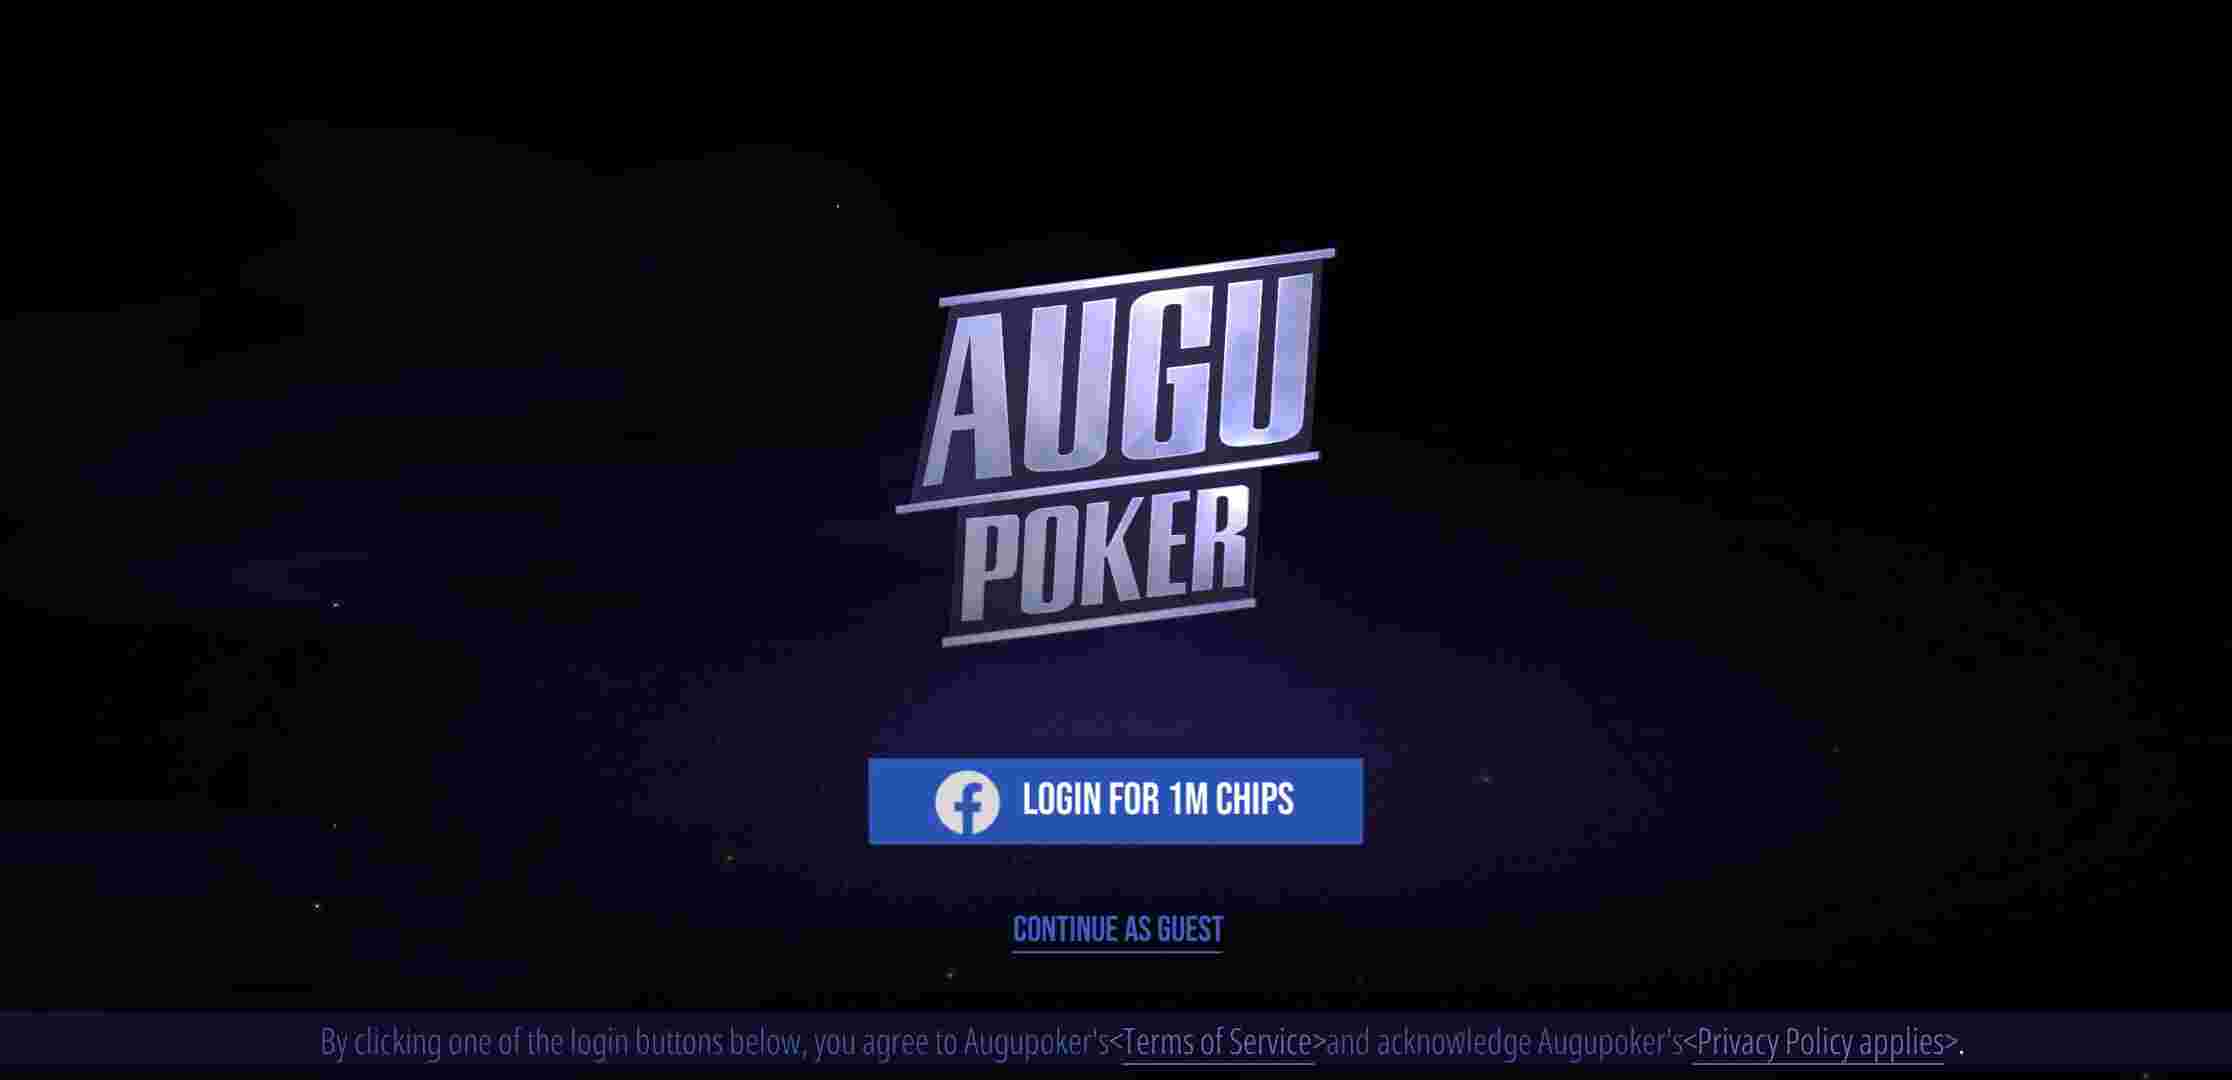 AUGU
POKER
LOGIN FOR 1M CHIPS
CONTINUE AS GUEST
By clicking one of the login buttons below, you agree to Augupoker's<Terms of Service>and acknowledge Augupoker's<Privacy Policy applies>.